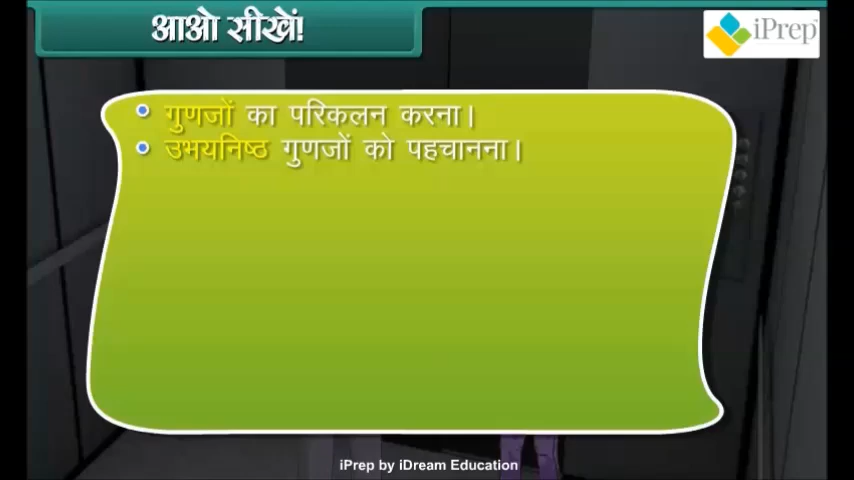 आओ सीखें!
iPrep
गुणजों का परिकलन करना।
उभयनिष्ठ गुणजों को पहचानना।
iPrep by iDream Education